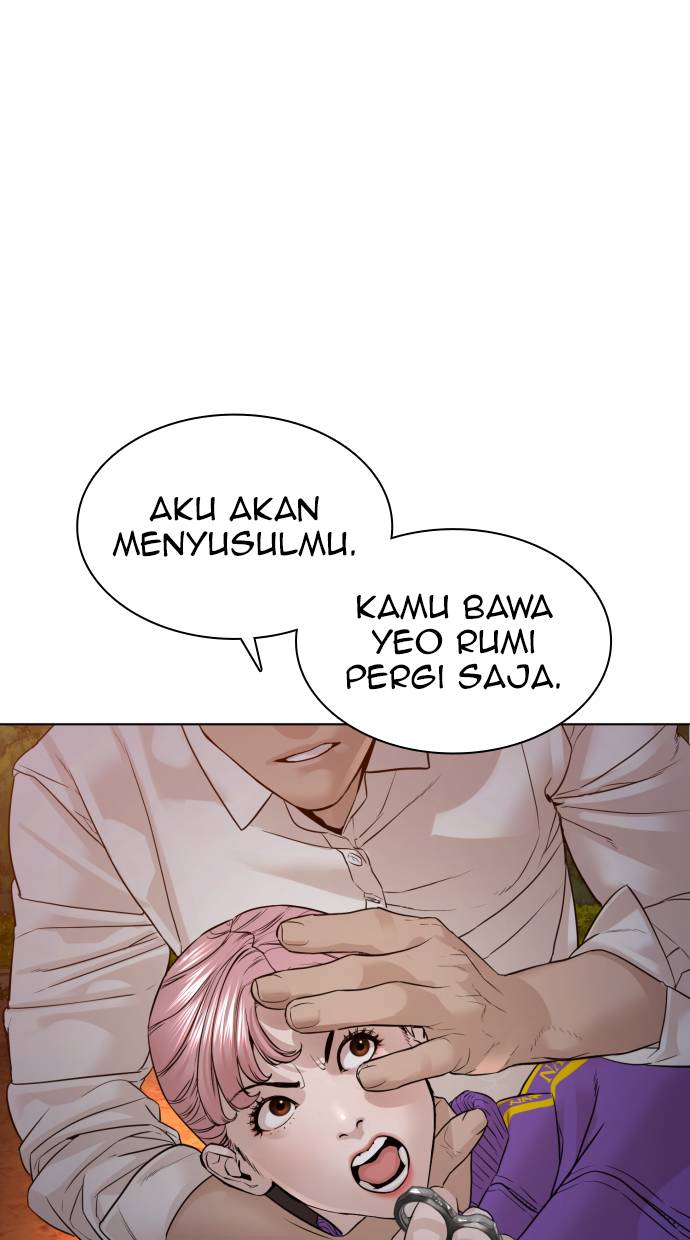 AKU AKAN
MENYUSULMU.
KAMU BAWA
YEO RUMI
PERGI SAJA.